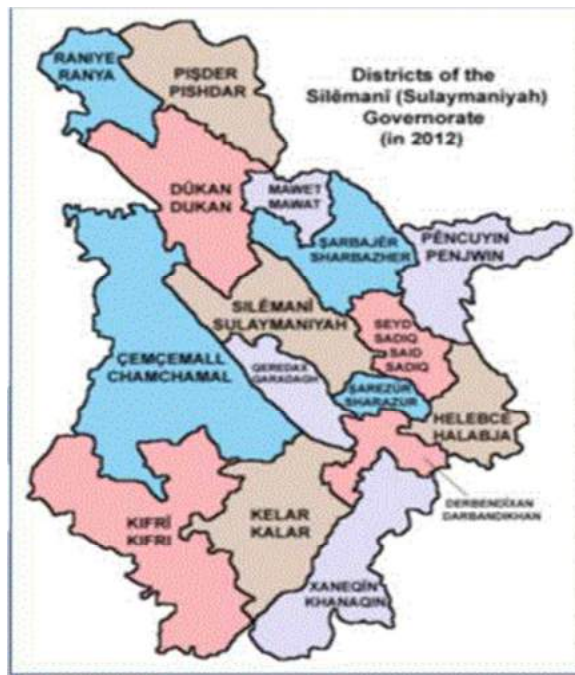 Districts of the
Silêmanî (Sulaymaniyah)
Governorate
(in 2012)
RANIYE
RANYA
PIŞDER
PISHDAR
DÛKAN
DUKAN
MAWET
MAWAT
ŞARBAJÊR
SHARBAZHER
PÊNCUYIN
PENJWIN
SILÊMANÎ
SULAYMANIYAH
SEYD
SADIQ
SAID
SADIQ
ÇEMÇEMALL
CHAMCHAMAL
QEREDAX
QARADAGH
ŞAREZÛR
SHARAZUR
HELEBCE
HALABJA
DERBENDÎXAN
DARBANDIKHAN
KIFRÎ
KIFRI
KELAR
KALAR
XANEQÎN
KHANAQIN